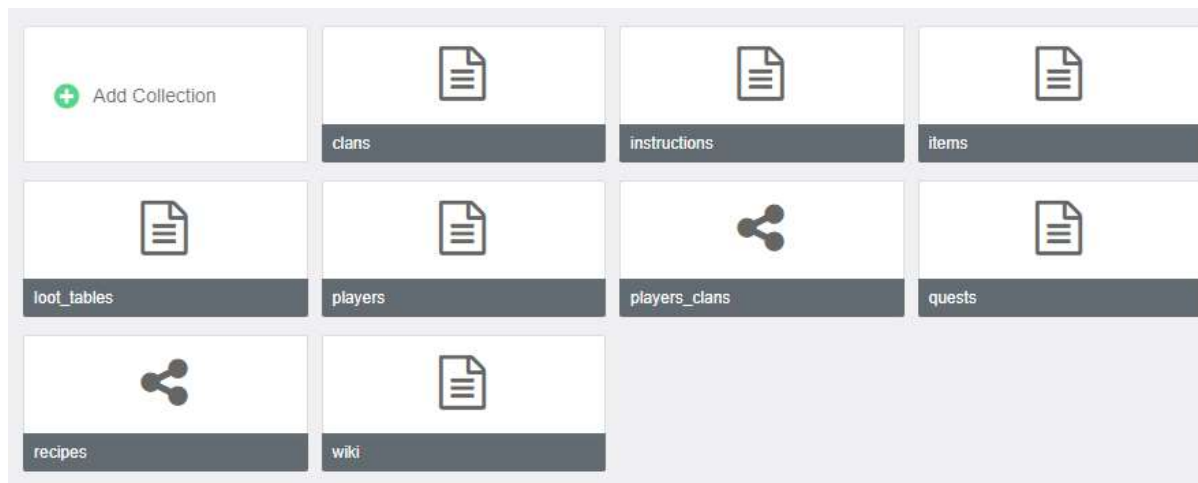 Add Collection
clans
instructions
items
loot_tables
players
players_clans
quests
recipes
wiki